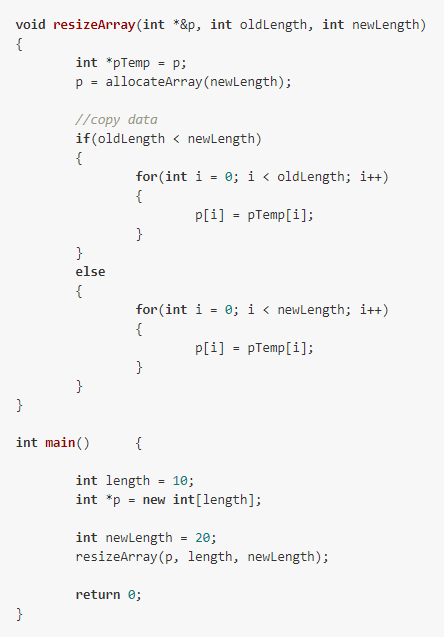 void resizeArray(int *&p, int oldLength, int newLength)
{
int *pTemp = p;
p = allocateArray(newLength);
//copy data
if(oldLength < newLength)
{
for(int i = 0; i < oldLength; i++)
{
p[i] = pTemp[i];
}
}
else
{
for(int i = 0; i < newLength; i++)
{
p[i] = pTemp[i];
}
}
}
int main() {
int length = 10;
int *p = new int[length];
int newLength = 20;
resizeArray(p, length, newLength);
return 0;
}